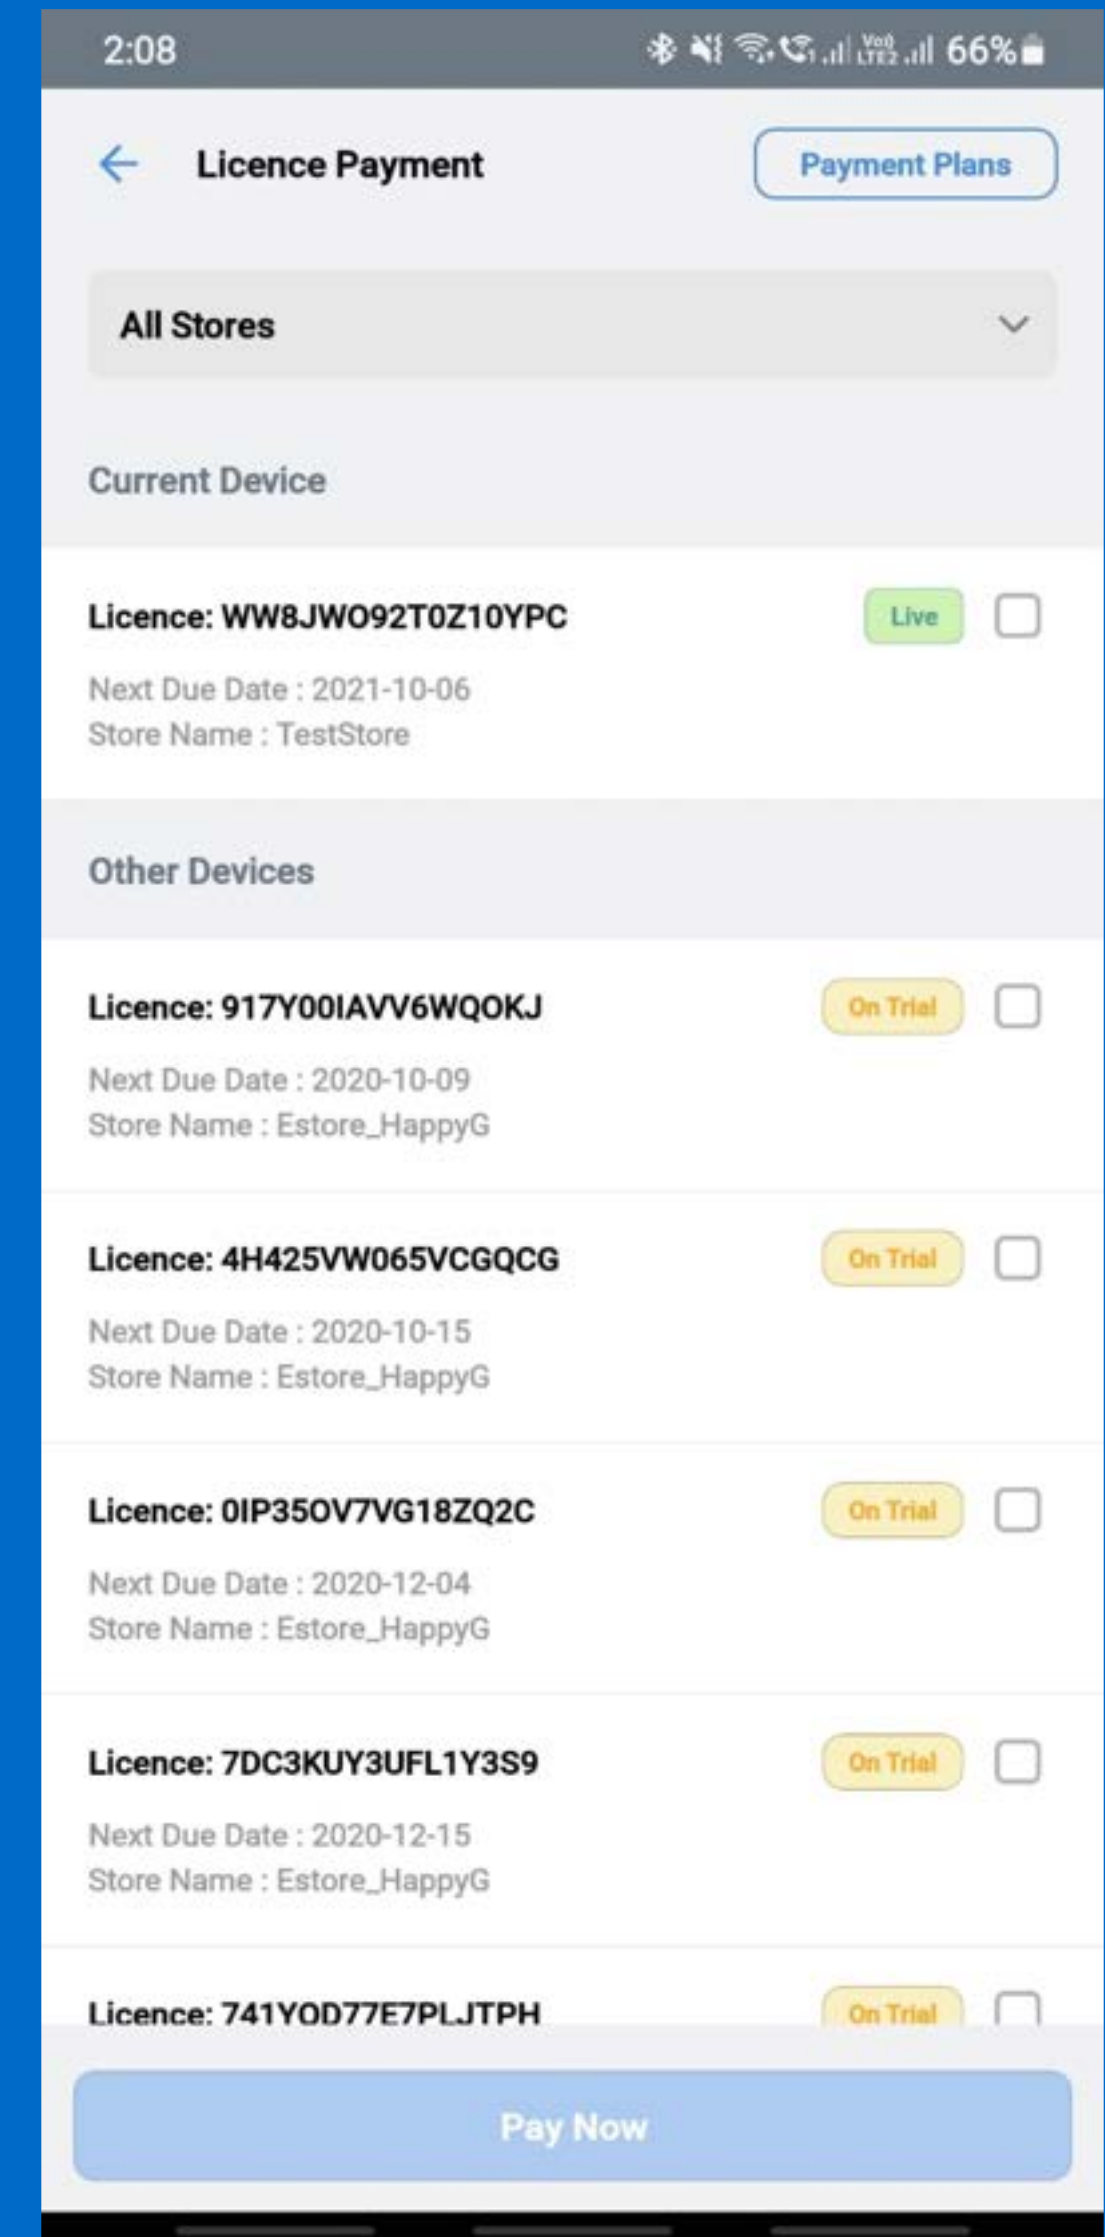 2:08
Vo)) LTE2 66%
Licence Payment
Payment Plans
All Stores
Current Device
Licence: WW8JWO92T0Z10YPC
Live
Next Due Date : 2021-10-06
Store Name : TestStore
Other Devices
Licence: 917Y00IAVV6WQOKJ
On Trial
Next Due Date : 2020-10-09
Store Name : Estore_HappyG
Licence: 4H425VW065VCGQCG
On Trial
Next Due Date : 2020-10-15
Store Name : Estore_HappyG
Licence: 0IP35OV7VG18ZQ2C
On Trial
Next Due Date : 2020-12-04
Store Name : Estore_HappyG
Licence: 7DC3KUY3UFL1Y3S9
On Trial
Next Due Date : 2020-12-15
Store Name : Estore_HappyG
Licence: 741YOD77E7PLJTPH
On Trial
Pay Now